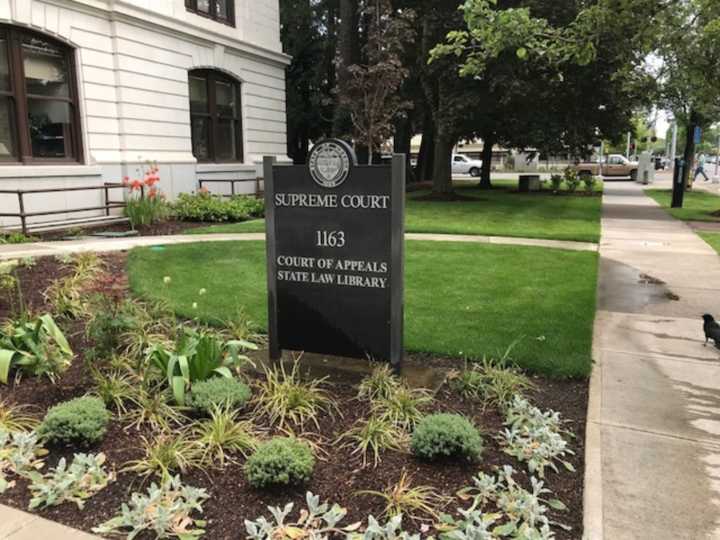 SUPREME COURT
1163
COURT OF APPEALS
STATE LAW LIBRARY